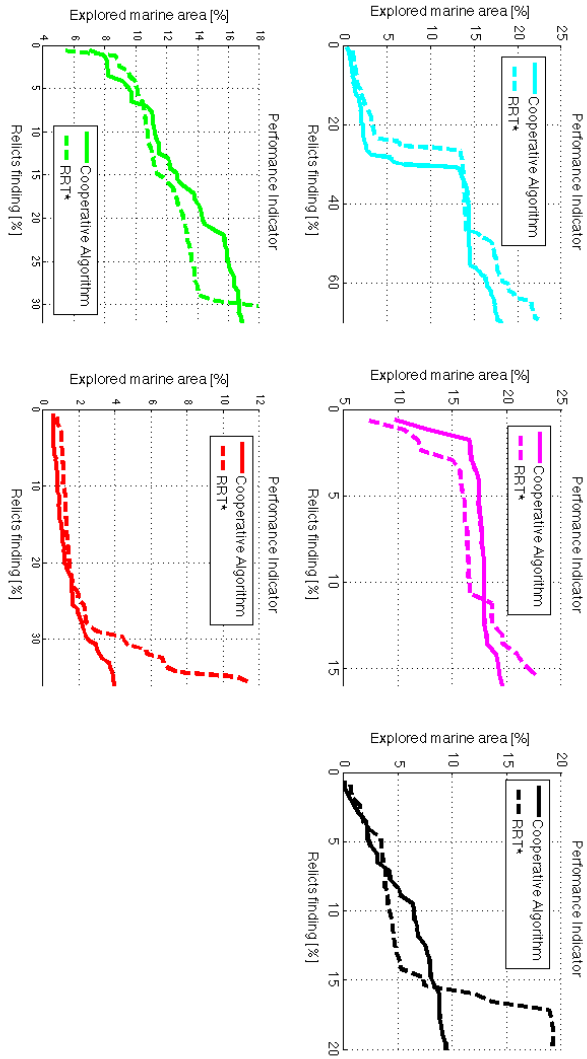 Perfomance Indicator
Cooperative Algorithm
RRT*
Explored marine area [%]
25
20
15
10
5
0
0 20 40 60
Relicts finding [%]
Perfomance Indicator
Cooperative Algorithm
RRT*
Explored marine area [%]
25
20
15
10
5
0 5 10 15
Relicts finding [%]
Perfomance Indicator
Cooperative Algorithm
RRT*
Explored marine area [%]
20
15
10
5
0
0 5 10 15 20
Relicts finding [%]
Perfomance Indicator
Cooperative Algorithm
RRT*
Explored marine area [%]
18
16
14
12
10
8
6
4
0 5 10 15 20 25 30
Relicts finding [%]
Perfomance Indicator
Cooperative Algorithm
RRT*
Explored marine area [%]
12
10
8
6
4
2
0
0 10 20 30
Relicts finding [%]